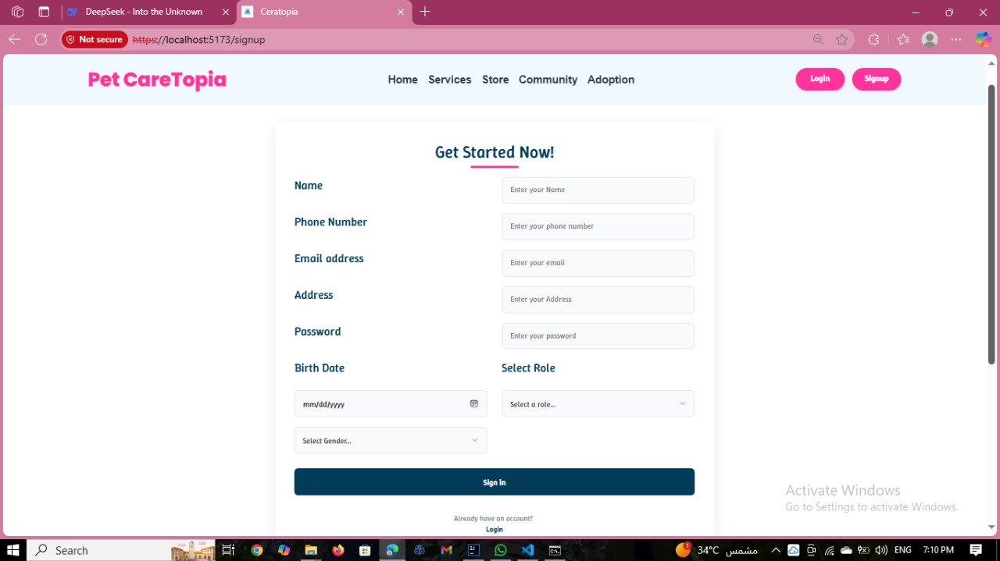 DeepSeek - Into the Unknown
Ceratopia
Not secure https://localhost:5173/signup
Pet CareTopia
Home Services Store Community Adoption
Login Signup
Get Started Now!
Name
Enter your Name
Phone Number
Enter your phone number
Email address
Enter your email
Address
Enter your Address
Password
Enter your password
Birth Date
Select Role
mm/dd/yyyy
Select a role...
Select Gender...
Sign in
Already have an account?
Login
Activate Windows
Go to Settings to activate Windows.
Search
1
34°C مشمس
ENG
7:10 PM